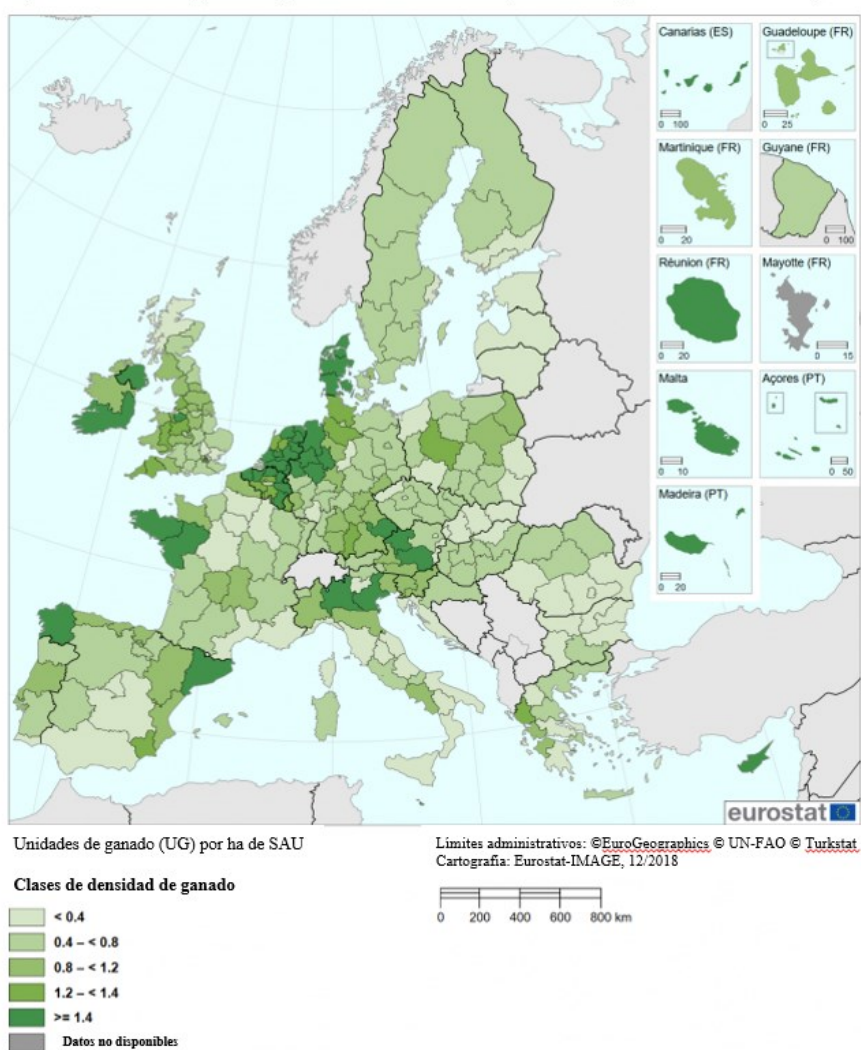 Canarias (ES)
0 100
Guadeloupe (FR)
0 25
Martinique (FR)
0 20
Guyane (FR)
0 100
Réunion (FR)
0 20
Mayotte (FR)
0 15
Malta
0 10
Açores (PT)
0 50
Madeira (PT)
0 20
eurostat
Unidades de ganado (UG) por ha de SAU
Limites administrativos: ©EuroGeographics © UN-FAO © Turkstat
Cartografia: Eurostat-IMAGE, 12/2018
Clases de densidad de ganado
0 200 400 600 800 km
< 0.4
0.4 – < 0.8
0.8 – < 1.2
1.2 – < 1.4
>= 1.4
Datos no disponibles